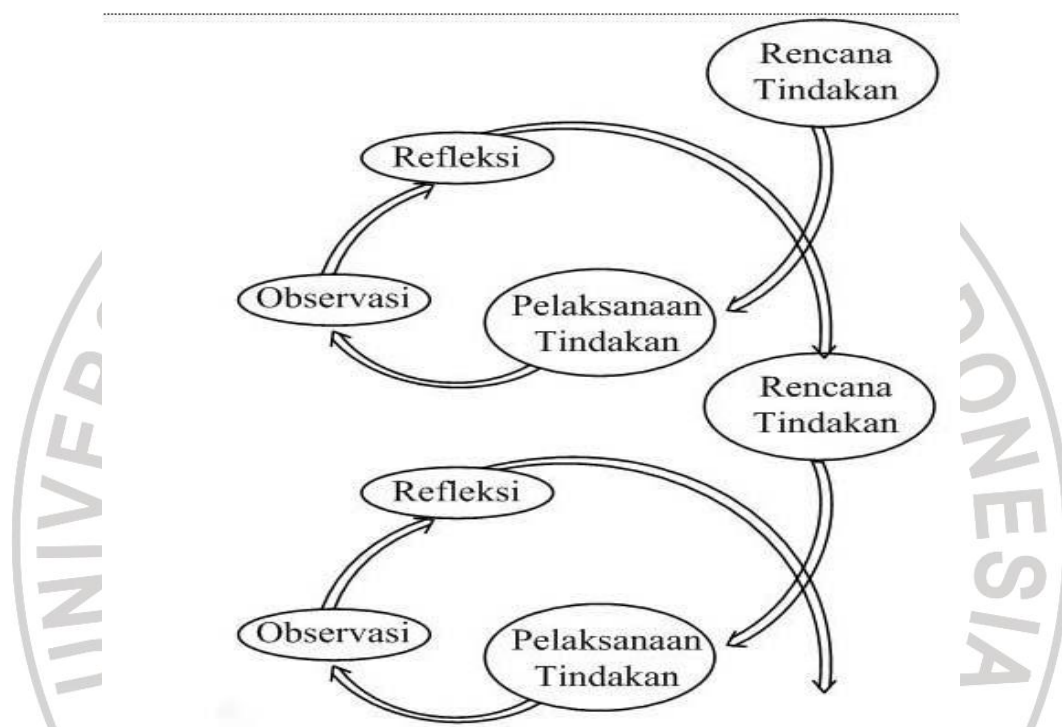 Rencana
Tindakan
Refleksi
Observasi
Pelaksanaan
Tindakan
Rencana
Tindakan
Refleksi
Observasi
Pelaksanaan
Tindakan